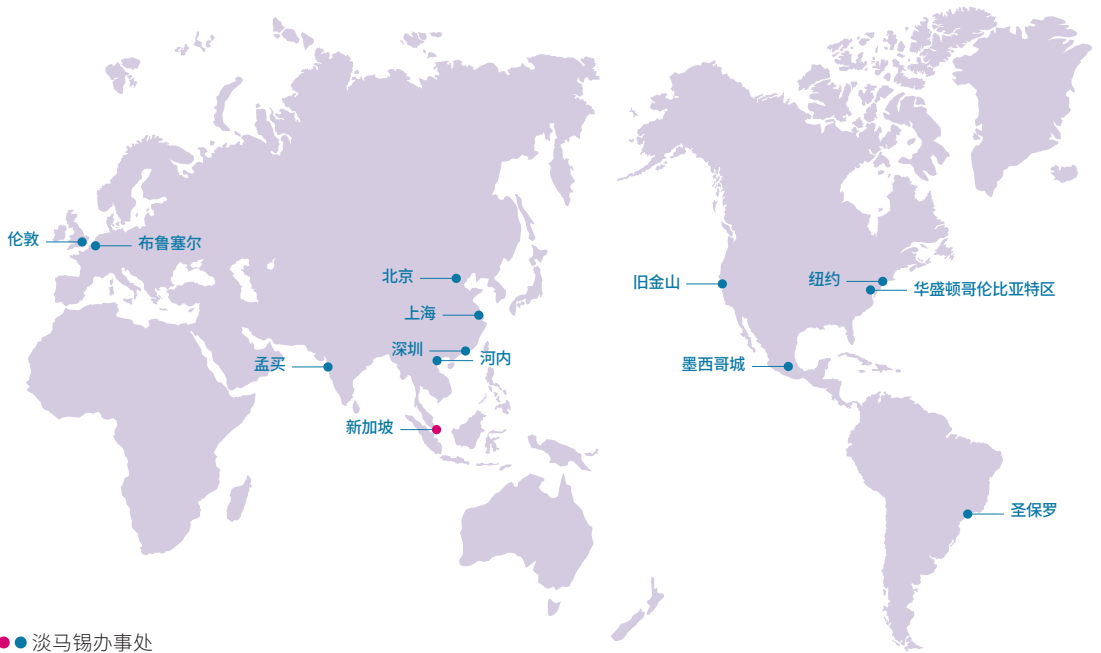 伦敦
布鲁塞尔
北京
上海
深圳
河内
孟买
新加坡
旧金山
纽约
华盛顿哥伦比亚特区
墨西哥城
圣保罗
淡马锡办事处